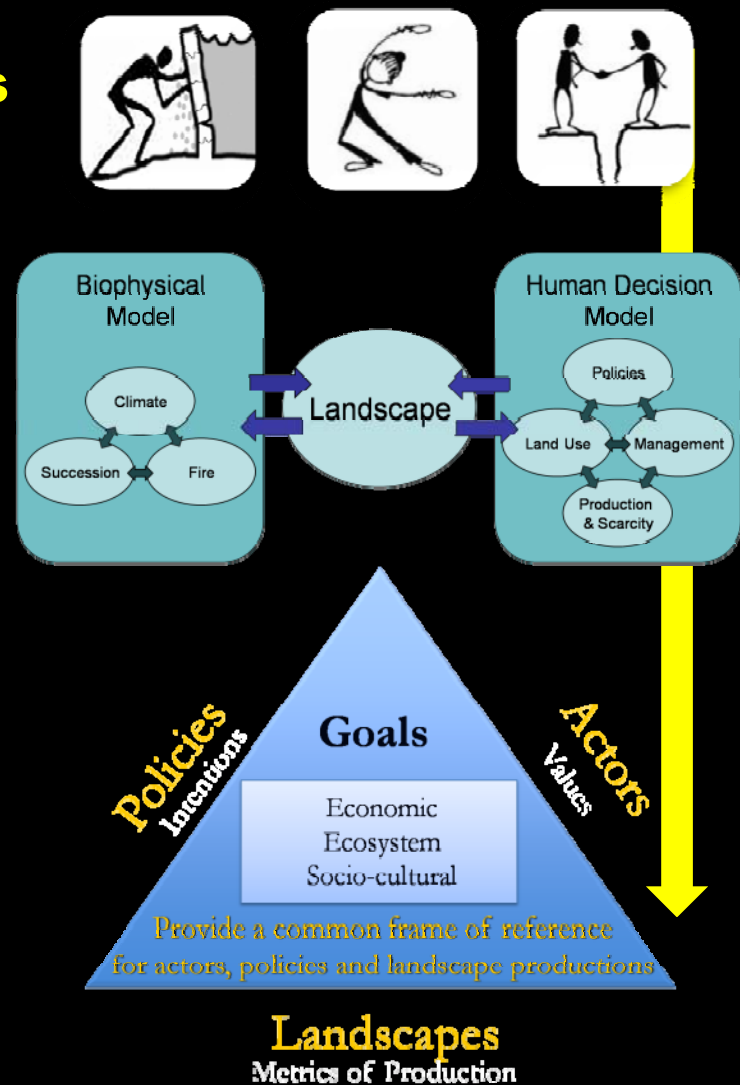 s
Biophysical
Model
Climate
Succession
Fire
Landscape
Human Decision
Model
Policies
Land Use
Management
Production
& Scarcity
Policies
Intentions
Goals
Economic
Ecosystem
Socio-cultural
Actors
Values
Provide a common frame of reference
for actors, policies and landscape productions
Landscapes
Metrics of Production